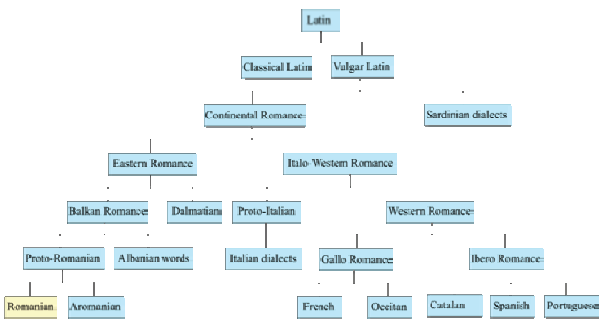 Latin
Classical Latin
Vulgar Latin
Continental Romance
Sardinian dialects
Eastern Romance
Italo-Western Romance
Balkan Romance
Dalmatian
Proto-Italian
Western Romance
Proto-Romanian
Albanian words
Italian dialects
Gallo Romance
Ibero Romance
Romanian
Aromanian
French
Occitan
Catalan
Spanish
Portuguese